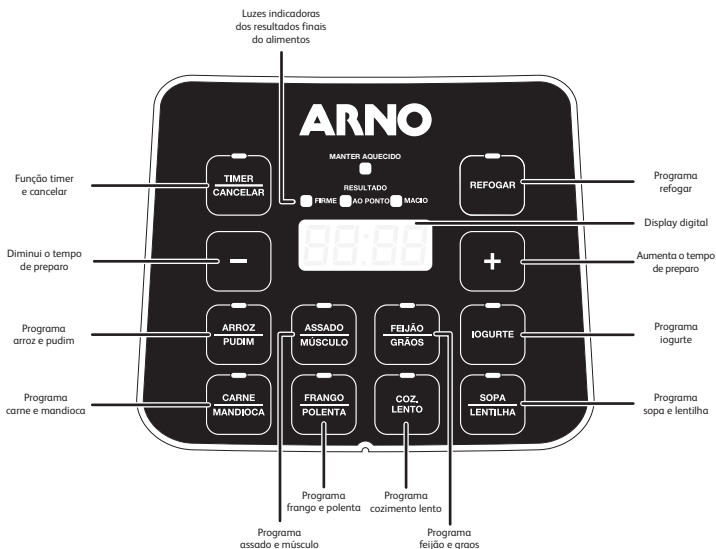 Luzes indicadoras
dos resultados finais
do alimentos
ARNO
MANTER AQUECIDO
RESULTADO
FIRME AO PONTO MACIO
88:88
Função timer
e cancelar
TIMER
CANCELAR
REFOGAR
Programa
refogar
Display digital
Diminui o tempo
de preparo
−
+
Aumenta o tempo
de preparo
Programa
arroz e pudim
ARROZ
PUDIM
ASSADO
MÚSCULO
FEIJÃO
GRÃOS
IOGURTE
Programa
iogurte
Programa
carne e mandioca
CARNE
MANDIOCA
FRANGO
POLENTA
COZ.
LENTO
SOPA
LENTILHA
Programa
sopa e lentilha
Programa
frango e polenta
Programa
cozimento lento
Programa
assado e músculo
Programa
feijão e graos